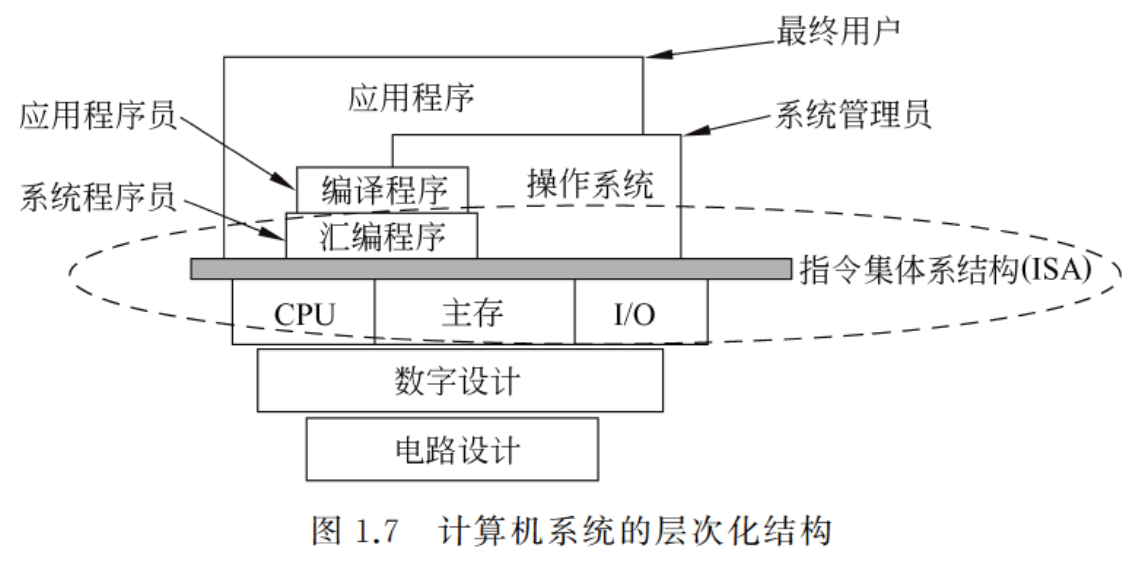 最终用户
应用程序
应用程序员
系统管理员
编译程序
操作系统
系统程序员
汇编程序
指令集体系结构(ISA)
CPU
主存
I/O
数字设计
电路设计
图 1.7 计算机系统的层次化结构